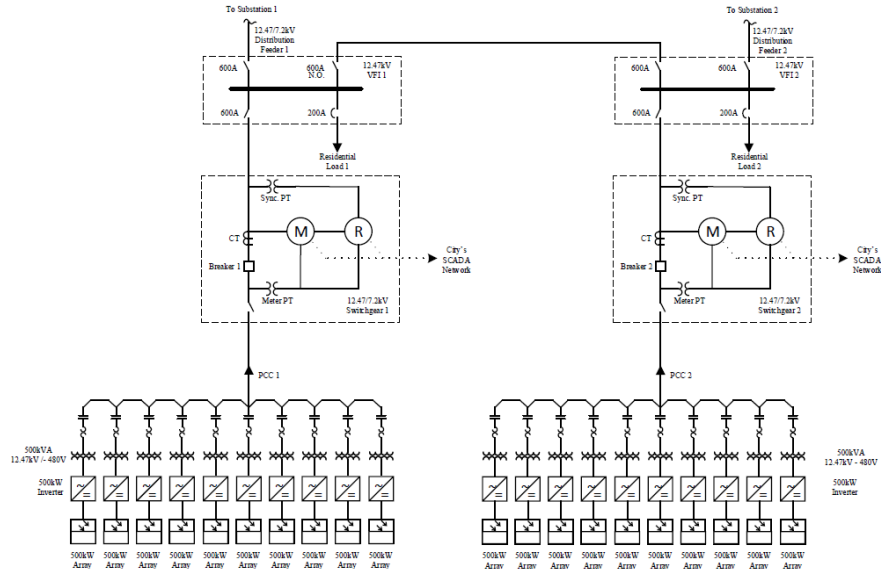 To Substation 1
12.47/7.2kV
Distribution
Feeder 1
600A
600A
N.O.
12.47kV
VFI 1
600A
200A
Residential
Load 1
Sync. PT
CT
M
R
Breaker 1
Meter PT
12.47/7.2kV
Switchgear 1
City's
SCADA
Network
PCC 1
500kVA
12.47kV /- 480V
500kW
Inverter
500kW
Array
500kW
Array
500kW
Array
500kW
Array
500kW
Array
500kW
Array
500kW
Array
500kW
Array
500kW
Array
500kW
Array
To Substation 2
12.47/7.2kV
Distribution
Feeder 2
600A
600A
12.47kV
VFI 2
600A
200A
Residential
Load 2
Sync. PT
CT
M
R
Breaker 2
Meter PT
12.47/7.2kV
Switchgear 2
City's
SCADA
Network
PCC 2
500kVA
12.47kV - 480V
500kW
Inverter
500kW
Array
500kW
Array
500kW
Array
500kW
Array
500kW
Array
500kW
Array
500kW
Array
500kW
Array
500kW
Array
500kW
Array